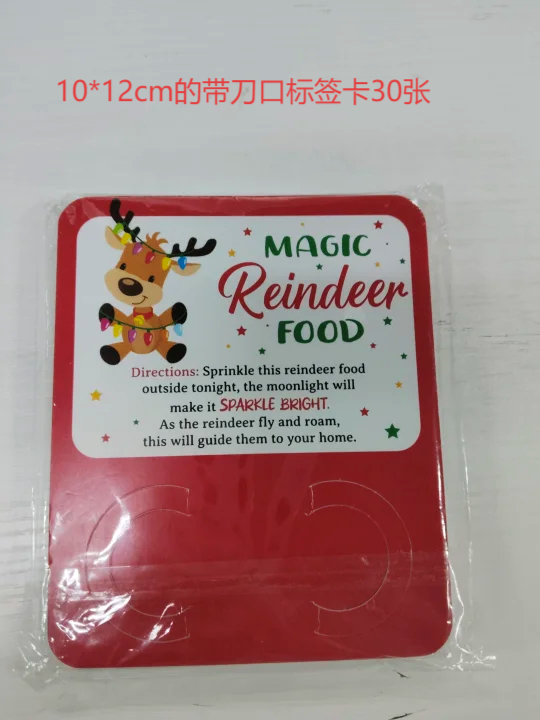 10*12cm的带刀口标签卡30张
MAGIC
Reindeer
FOOD
Directions: Sprinkle this reindeer food
outside tonight, the moonlight will
make it SPARKLE BRIGHT.
As the reindeer fly and roam,
this will guide them to your home.